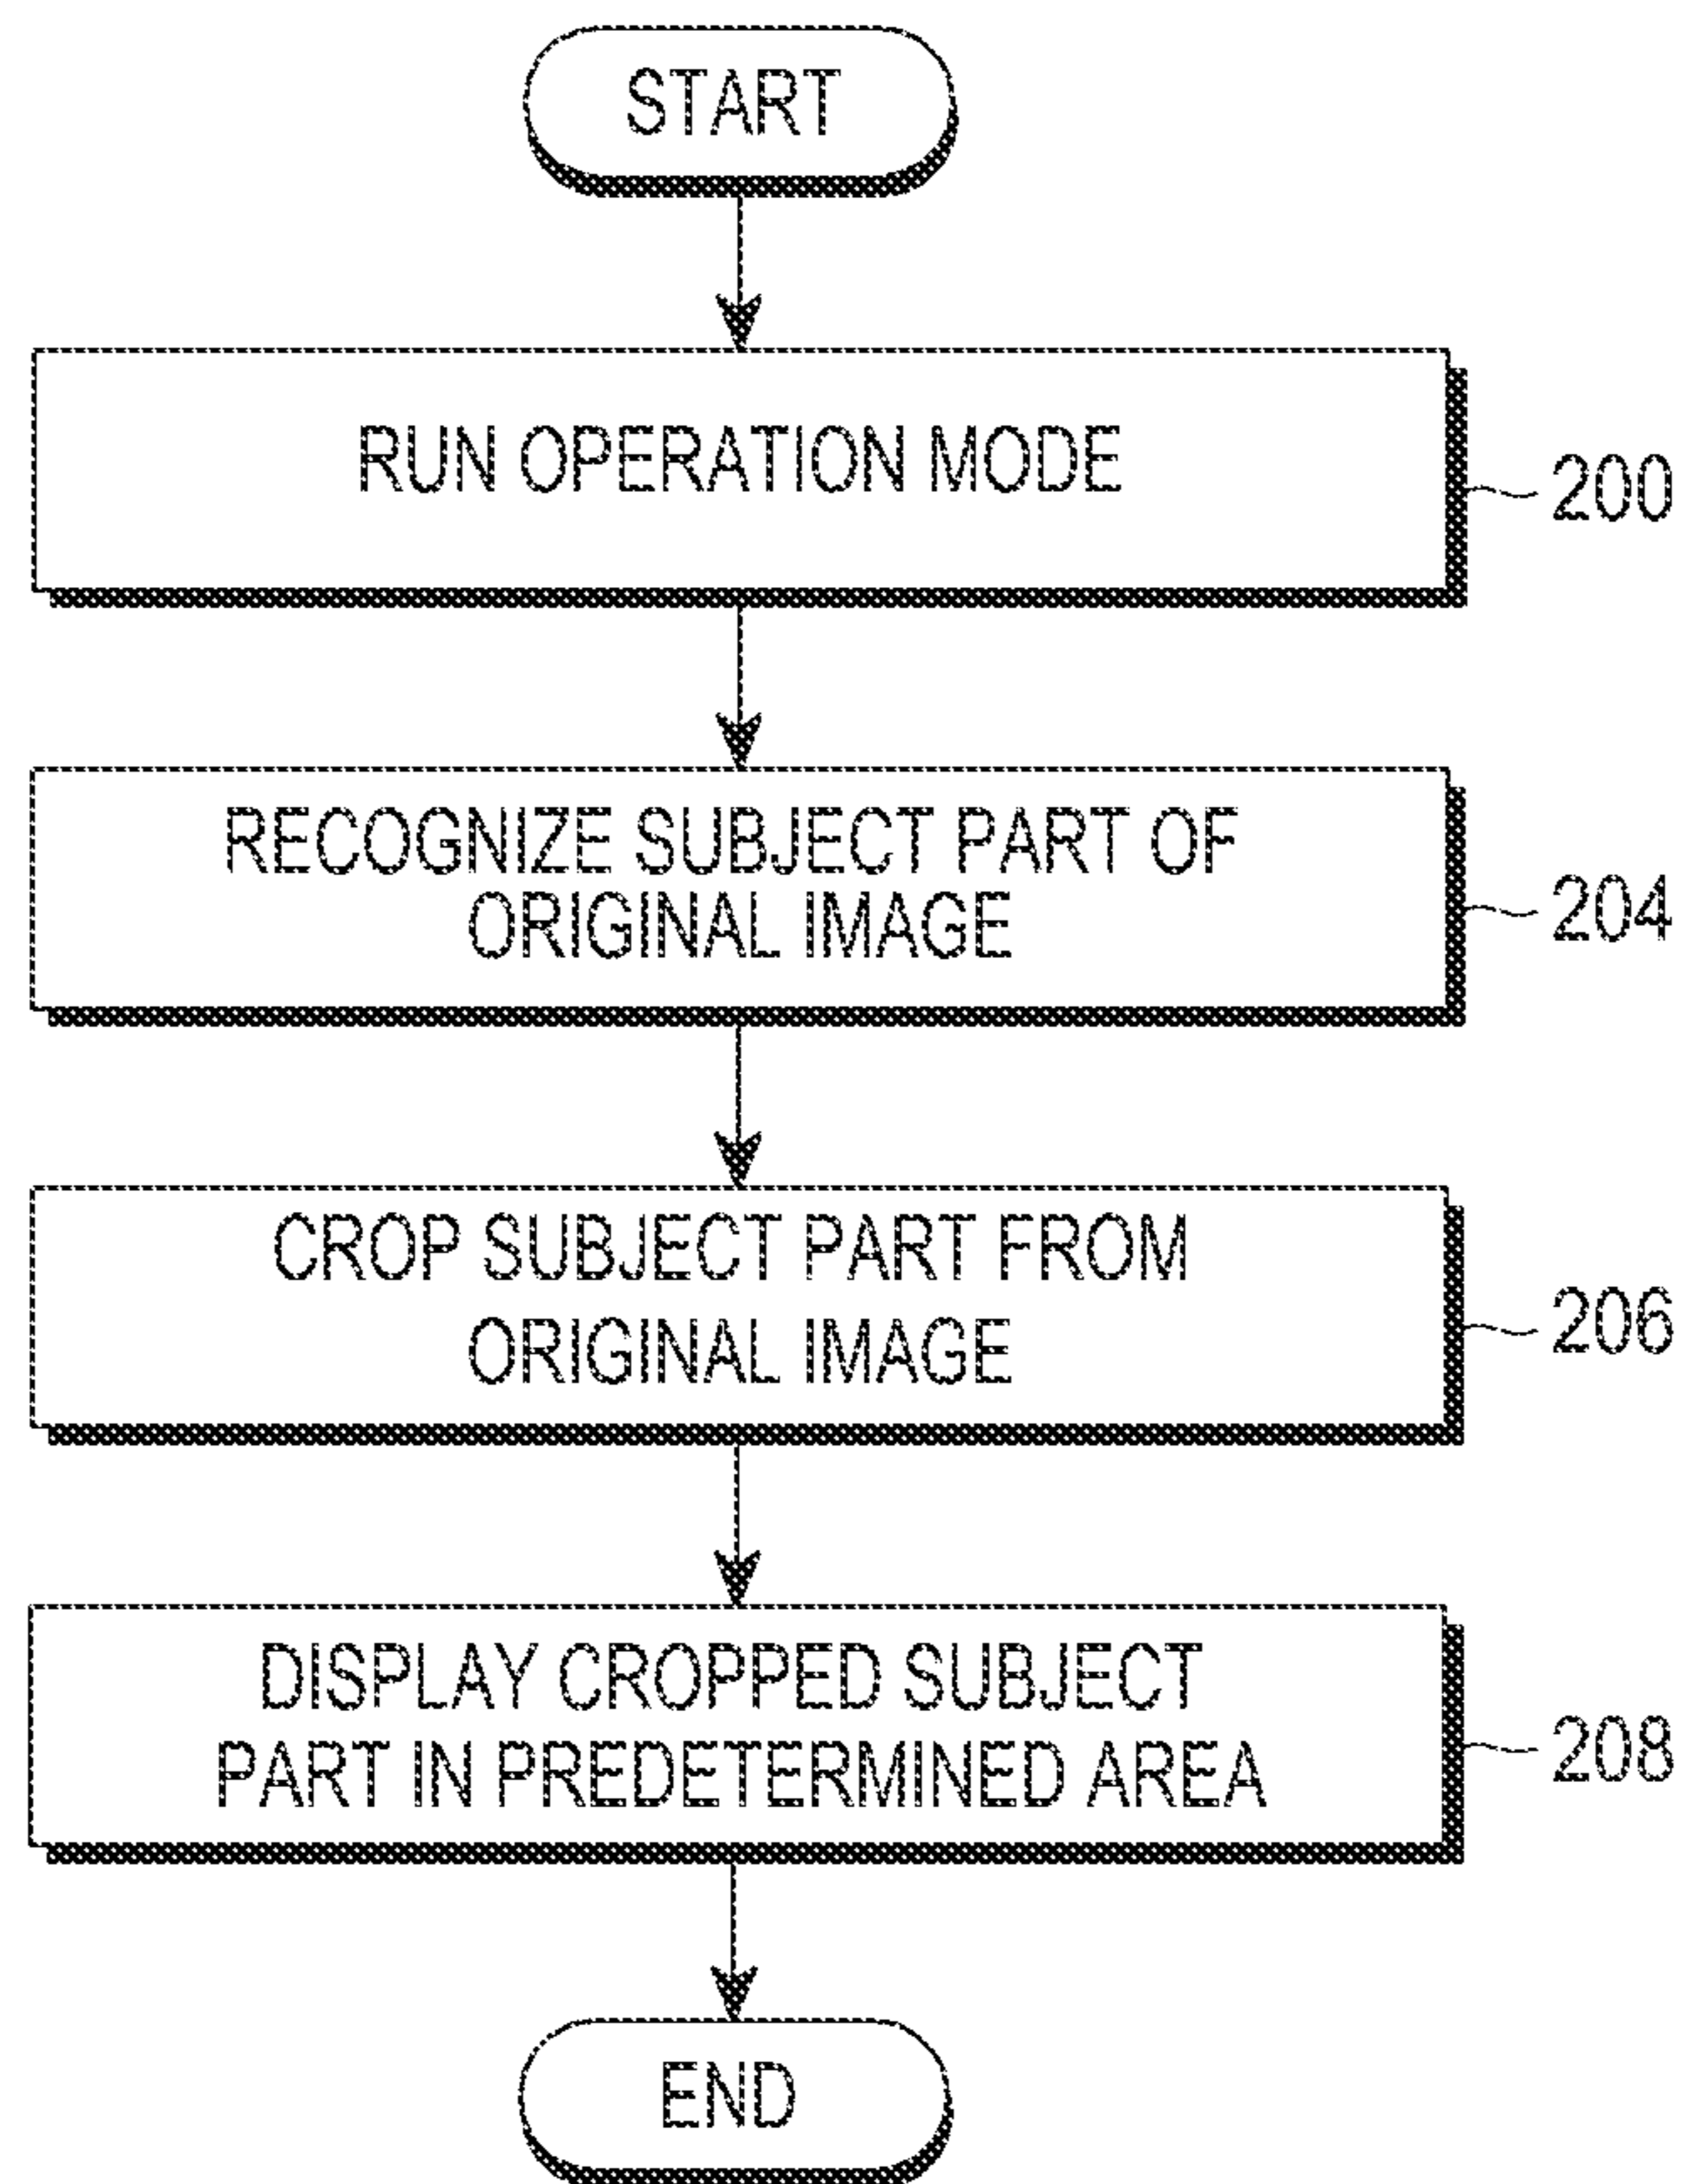 START
RUN OPERATION MODE
200
RECOGNIZE SUBJECT PART OF
ORIGINAL IMAGE
204
CROP SUBJECT PART FROM
ORIGINAL IMAGE
206
DISPLAY CROPPED SUBJECT
PART IN PREDETERMINED AREA
208
END